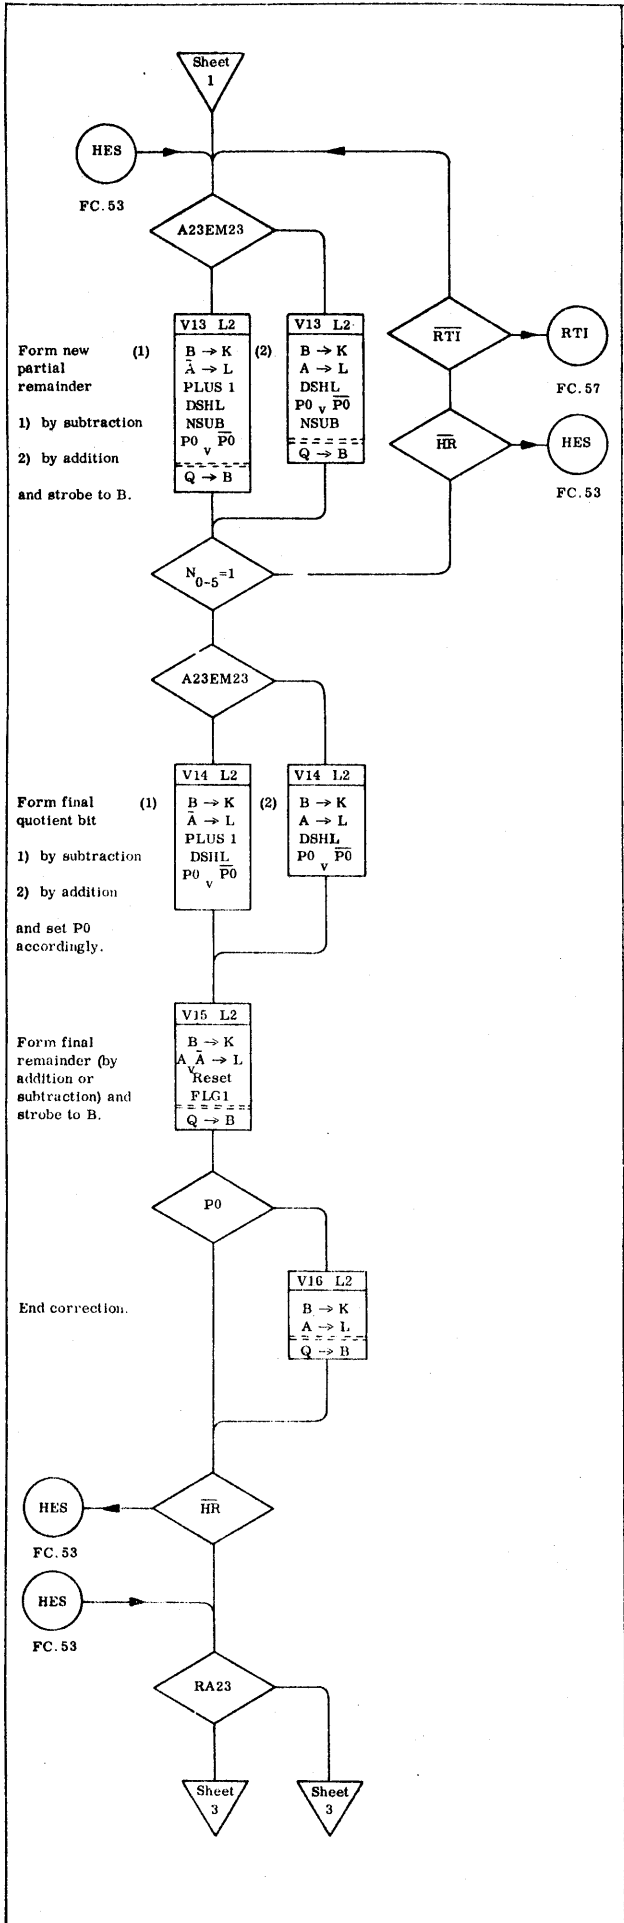 Sheet
1
HES
FC.53
A23EM23
R̅T̅I̅
RTI
FC.57
H̅R̅
HES
FC.53
Form new (1)
partial
remainder
1) by subtraction
2) by addition
and strobe to B.
V13 L2
B → K
Ā → L
PLUS 1
DSHL
NSUB
P0 v P̅0̅
Q → B
(2)
V13 L2
B → K
A → L
DSHL
P0 v P̅0̅
NSUB
Q → B
N0-5=1
A23EM23
Form final (1)
quotient bit
1) by subtraction
2) by addition
and set P0
accordingly.
V14 L2
B → K
Ā → L
PLUS 1
DSHL
P0 v P̅0̅
(2)
V14 L2
B → K
A → L
DSHL
P0 v P̅0̅
Form final
remainder (by
addition or
subtraction) and
strobe to B.
V15 L2
B → K
A v Ā → L
Reset
FLG1
Q → B
P0
End correction.
V16 L2
B → K
A → L
Q → B
HES
FC.53
H̅R̅
HES
FC.53
RA23
Sheet
3
Sheet
3